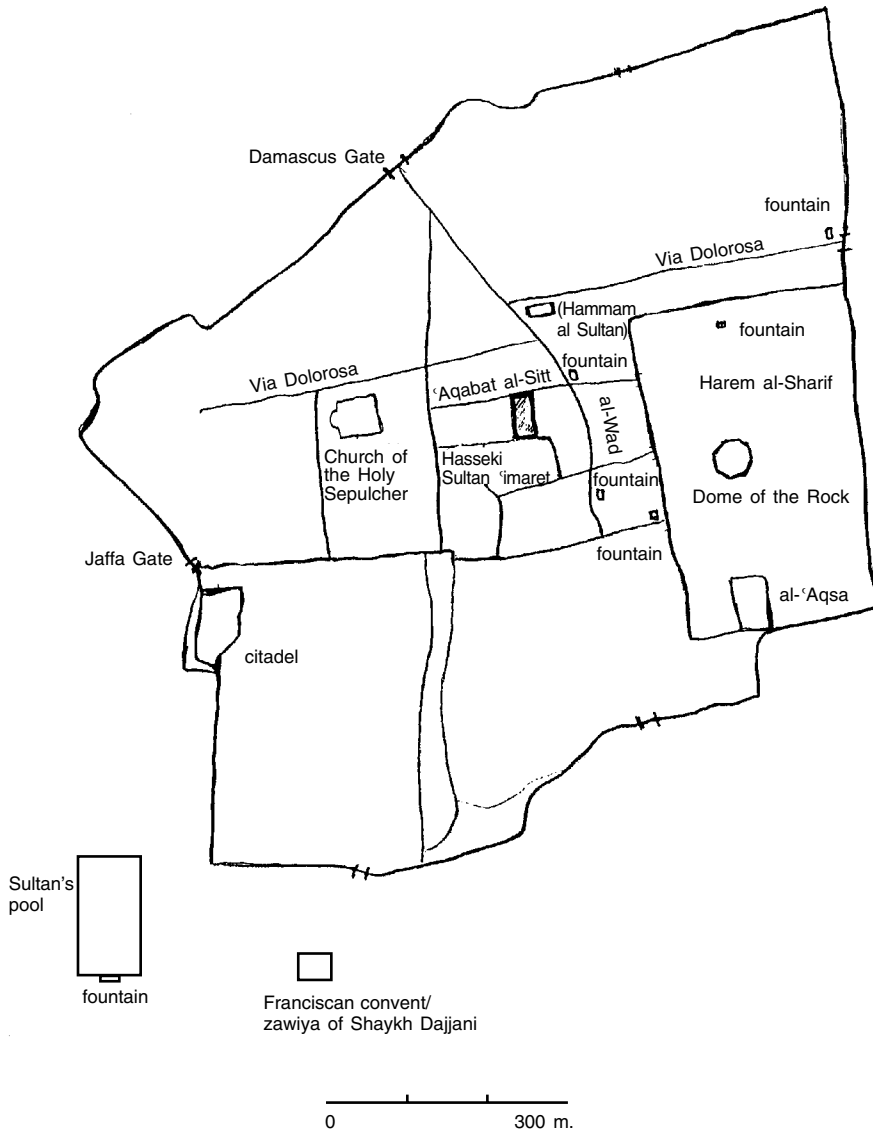 Damascus Gate
fountain
Via Dolorosa
(Hammam
al Sultan)
fountain
fountain
Via Dolorosa
ʿAqabat al-Sitt
Harem al-Sharif
al-Wad
Church of
the Holy
Sepulcher
Hasseki
Sultan ʿimaret
fountain
Dome of the Rock
fountain
Jaffa Gate
al-ʿAqsa
citadel
Sultan's
pool
fountain
Franciscan convent/
zawiya of Shaykh Dajjani
0 300 m.